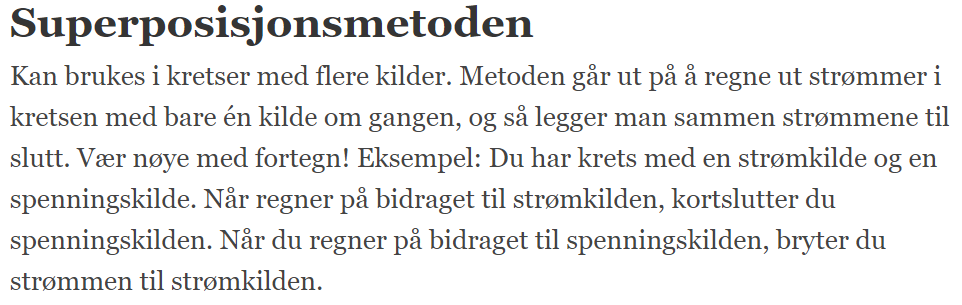 Superposisjonsmetoden
Kan brukes i kretser med flere kilder. Metoden går ut på å regne ut strømmer i
kretsen med bare én kilde om gangen, og så legger man sammen strømmene til
slutt. Vær nøye med fortegn! Eksempel: Du har krets med en strømkilde og en
spenningskilde. Når regner på bidraget til strømkilden, kortslutter du
spenningskilden. Når du regner på bidraget til spenningskilden, bryter du
strømmen til strømkilden.